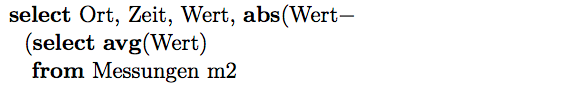 select Ort, Zeit, Wert, abs(Wert−
(select avg(Wert)
from Messungen m2